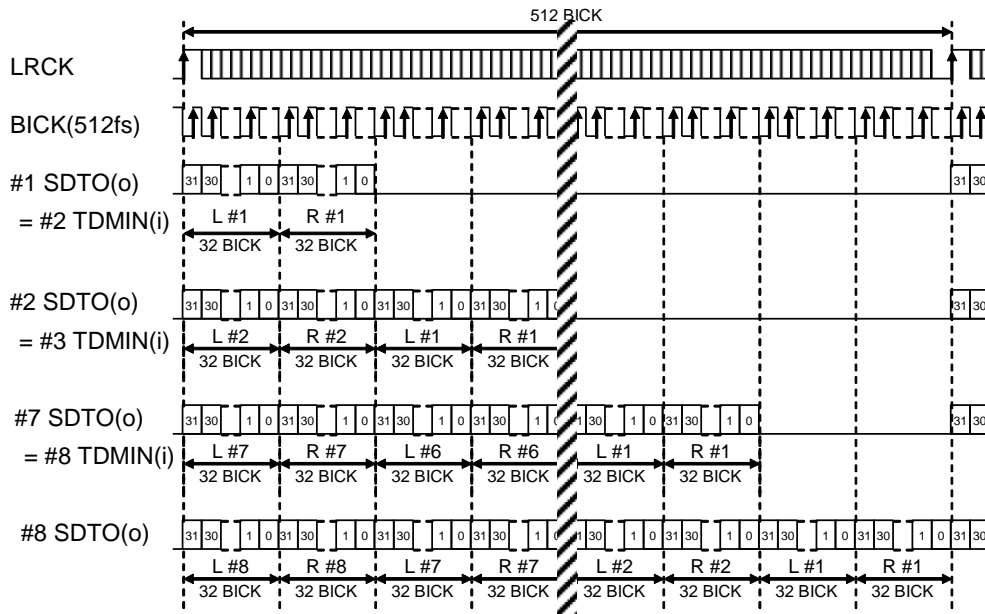 512 BICK
LRCK
BICK(512fs)
#1 SDTO(o)
31 30 1 0 31 30 1 0 31 30
= #2 TDMIN(i)
L #1 R #1
32 BICK 32 BICK
#2 SDTO(o)
31 30 1 0 31 30 1 0 31 30 1 0 31 30 1 31 30
= #3 TDMIN(i)
L #2 R #2 L #1 R #1
32 BICK 32 BICK 32 BICK 32 BICK
#7 SDTO(o)
31 30 1 0 31 30 1 0 31 30 1 0 31 30 1 30 1 0 31 30 1 0 31 30
= #8 TDMIN(i)
L #7 R #7 L #6 R #6 L #1 R #1
32 BICK 32 BICK 32 BICK 32 BICK 32 BICK 32 BICK
#8 SDTO(o)
31 30 1 0 31 30 1 0 31 30 1 0 31 30 1 30 1 0 31 30 1 0 31 30 1 0 31 30 1 0 31 30
L #8 R #8 L #7 R #7 L #2 R #2 L #1 R #1
32 BICK 32 BICK 32 BICK 32 BICK 32 BICK 32 BICK 32 BICK 32 BICK